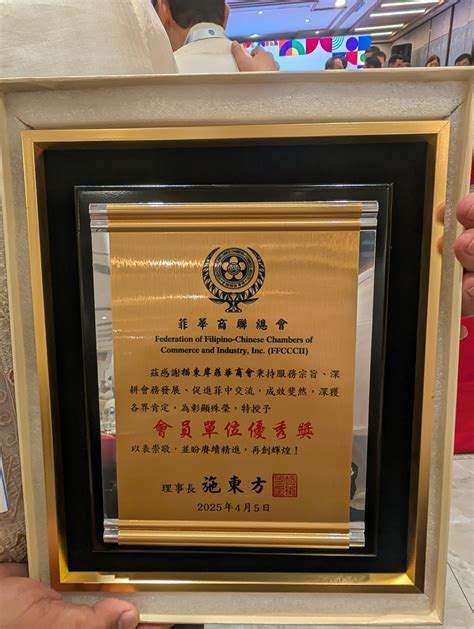 菲華商聯總會
Federation of Filipino-Chinese Chambers of
Commerce and Industry, Inc. (FFCCCII)
茲感謝描東岸菲華商會秉持服務宗旨、深
耕會務發展、促進菲中交流，成效斐然，深獲
各界肯定，為彰顯殊榮，特授予
會員單位優秀獎
以表崇敬，並盼賡續精進，再創輝煌！
理事長 施東方
2025年4月5日